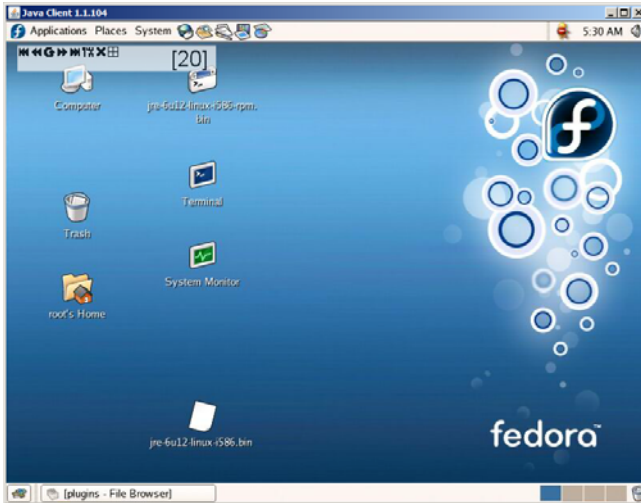 Java Client 1.1.104
Applications Places System
5:30 AM
[20]
Computer
jre-6u12-linux-i586-rpm.
bin
Terminal
Trash
System Monitor
root's Home
jre-6u12-linux-i586.bin
fedora™
[plugins - File Browser]